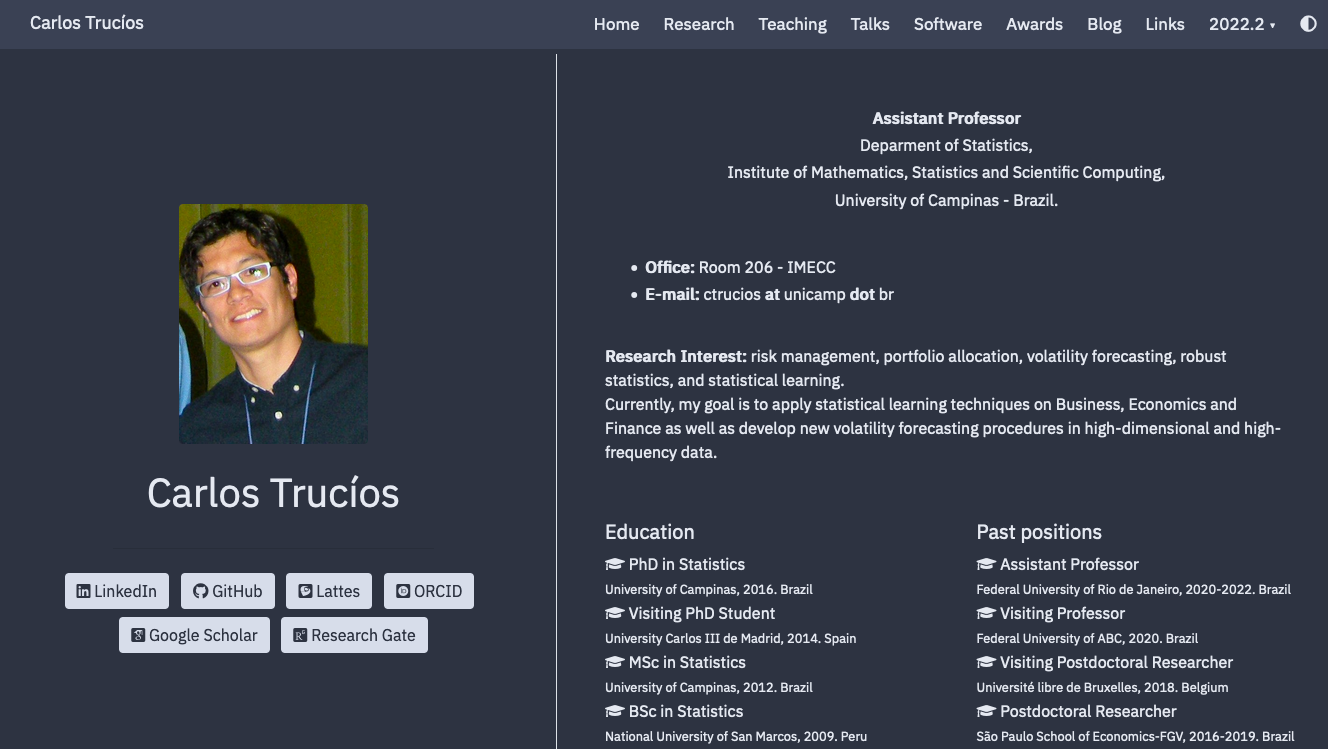 Carlos Trucíos
Home Research Teaching Talks Software Awards Blog Links 2022.2
Carlos Trucíos
LinkedIn GitHub Lattes ORCID
Google Scholar Research Gate
Assistant Professor
Deparment of Statistics,
Institute of Mathematics, Statistics and Scientific Computing,
University of Campinas - Brazil.
• Office: Room 206 - IMECC
• E-mail: ctrucios at unicamp dot br
Research Interest: risk management, portfolio allocation, volatility forecasting, robust
statistics, and statistical learning.
Currently, my goal is to apply statistical learning techniques on Business, Economics and
Finance as well as develop new volatility forecasting procedures in high-dimensional and high-
frequency data.
Education
PhD in Statistics
University of Campinas, 2016. Brazil
Visiting PhD Student
University Carlos III de Madrid, 2014. Spain
MSc in Statistics
University of Campinas, 2012. Brazil
BSc in Statistics
National University of San Marcos, 2009. Peru
Past positions
Assistant Professor
Federal University of Rio de Janeiro, 2020-2022. Brazil
Visiting Professor
Federal University of ABC, 2020. Brazil
Visiting Postdoctoral Researcher
Université libre de Bruxelles, 2018. Belgium
Postdoctoral Researcher
São Paulo School of Economics-FGV, 2016-2019. Brazil